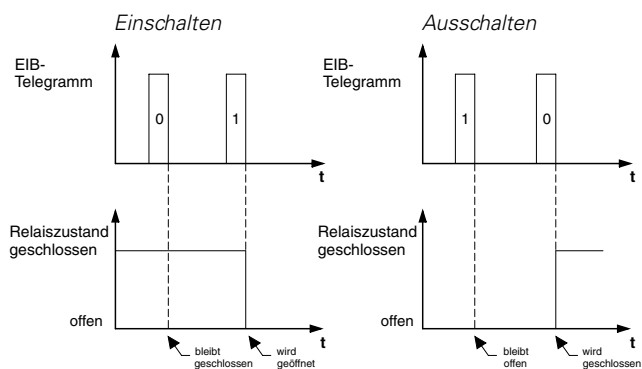 Einschalten
EIB-
Telegramm
0
1
t
Relaiszustand
geschlossen
offen
t
bleibt
geschlossen
wird
geöffnet
Ausschalten
EIB-
Telegramm
1
0
t
Relaiszustand
geschlossen
offen
t
bleibt
offen
wird
geschlossen